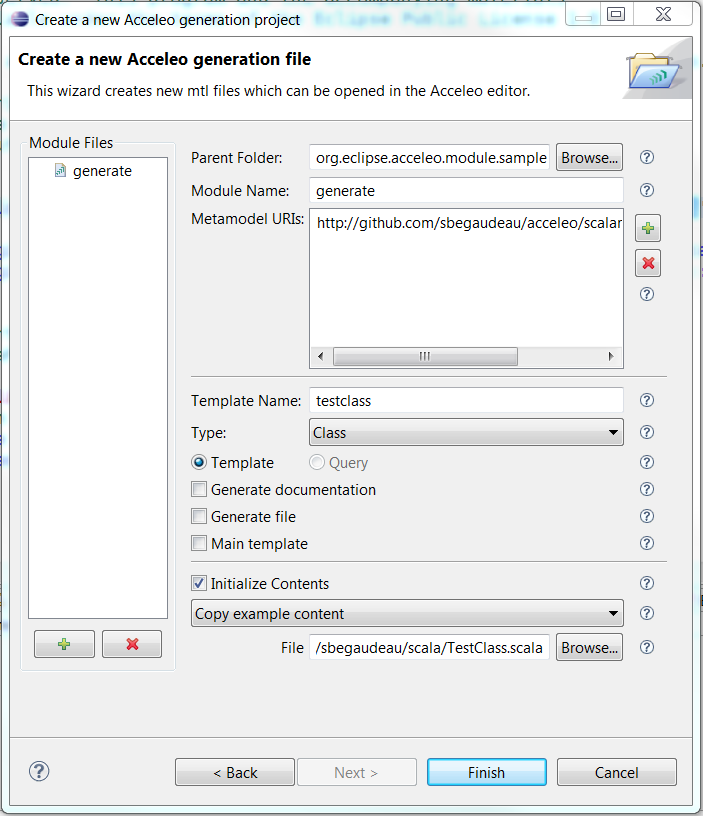 Create a new Acceleo generation project
Create a new Acceleo generation file
This wizard creates new mtl files which can be opened in the Acceleo editor.
Module Files
generate
Parent Folder: org.eclipse.acceleo.module.sample Browse...
Module Name: generate
Metamodel URIs: http://github.com/sbegaudeau/acceleo/scalar
Template Name: testclass
Type: Class
Template Query
Generate documentation
Generate file
Main template
Initialize Contents
Copy example content
File /sbegaudeau/scala/TestClass.scala Browse...
< Back Next > Finish Cancel